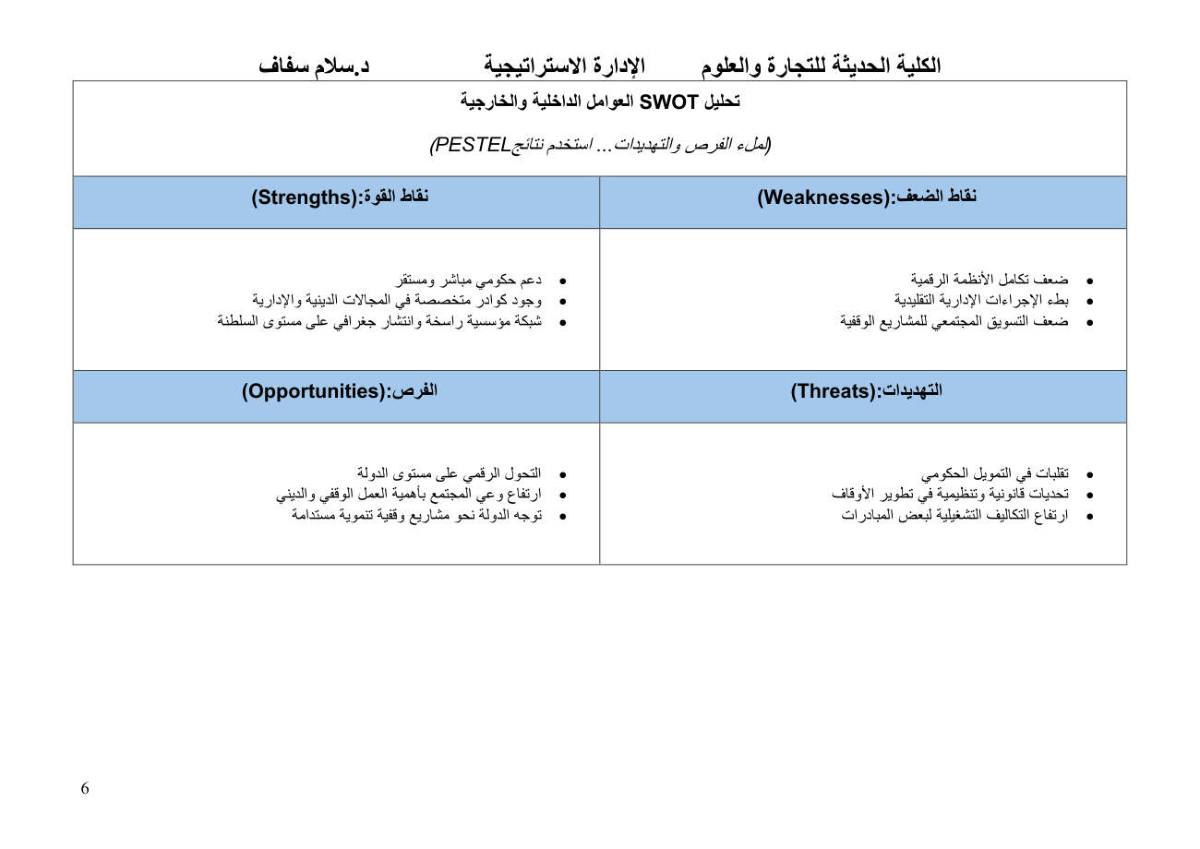 الكلية الحديثة للتجارة والعلوم الإدارة الاستراتيجية د.سلام سفاف
تحليل SWOT العوامل الداخلية والخارجية
(لملء الفرص والتهديدات... استخدم نتائجPESTEL)
نقاط الضعف:(Weaknesses)
نقاط القوة:(Strengths)
• ضعف تكامل الأنظمة الرقمية
• بطء الإجراءات الإدارية التقليدية
• ضعف التسويق المجتمعي للمشاريع الوقفية
• دعم حكومي مباشر ومستقر
• وجود كوادر متخصصة في المجالات الدينية والإدارية
• شبكة مؤسسية راسخة وانتشار جغرافي على مستوى السلطنة
التهديدات:(Threats)
الفرص:(Opportunities)
• تقلبات في التمويل الحكومي
• تحديات قانونية وتنظيمية في تطوير الأوقاف
• ارتفاع التكاليف التشغيلية لبعض المبادرات
• التحول الرقمي على مستوى الدولة
• ارتفاع وعي المجتمع بأهمية العمل الوقفي والديني
• توجه الدولة نحو مشاريع وقفية تنموية مستدامة
6